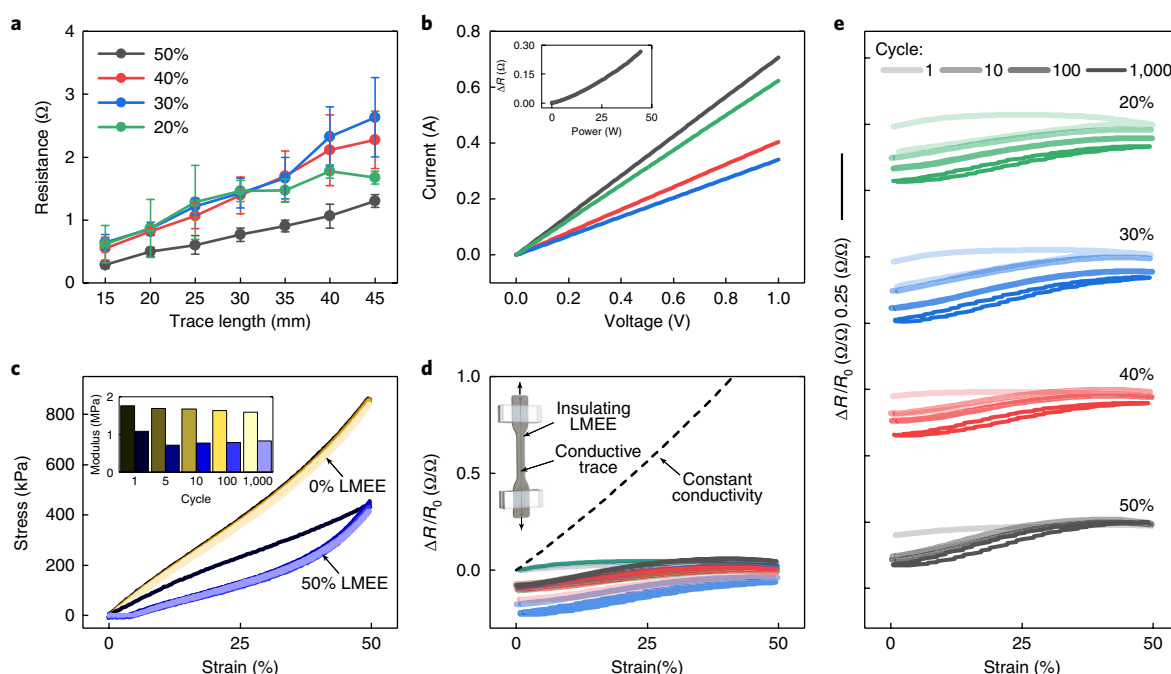 a
4
3
2
1
0
Resistance (Ω)
50%
40%
30%
20%
15 20 25 30 35 40 45
Trace length (mm)
b
0.8
0.6
0.4
0.2
0.0
Current (A)
0.30
0.15
0.00
ΔR (Ω)
0 25 50
Power (W)
0.0 0.2 0.4 0.6 0.8 1.0
Voltage (V)
c
800
600
400
200
0
Stress (kPa)
2
1
0
Modulus (MPa)
1 5 10 100 1,000
Cycle
0% LMEE
50% LMEE
0 25 50
Strain (%)
d
1.0
0.5
0.0
ΔR/R0 (Ω/Ω)
Insulating
LMEE
Conductive
trace
Constant
conductivity
0 25 50
Strain(%)
e
Cycle:
1 10 100 1,000
20%
30%
40%
50%
ΔR/R0 (Ω/Ω) 0.25 (Ω/Ω)
0 25 50
Strain (%)